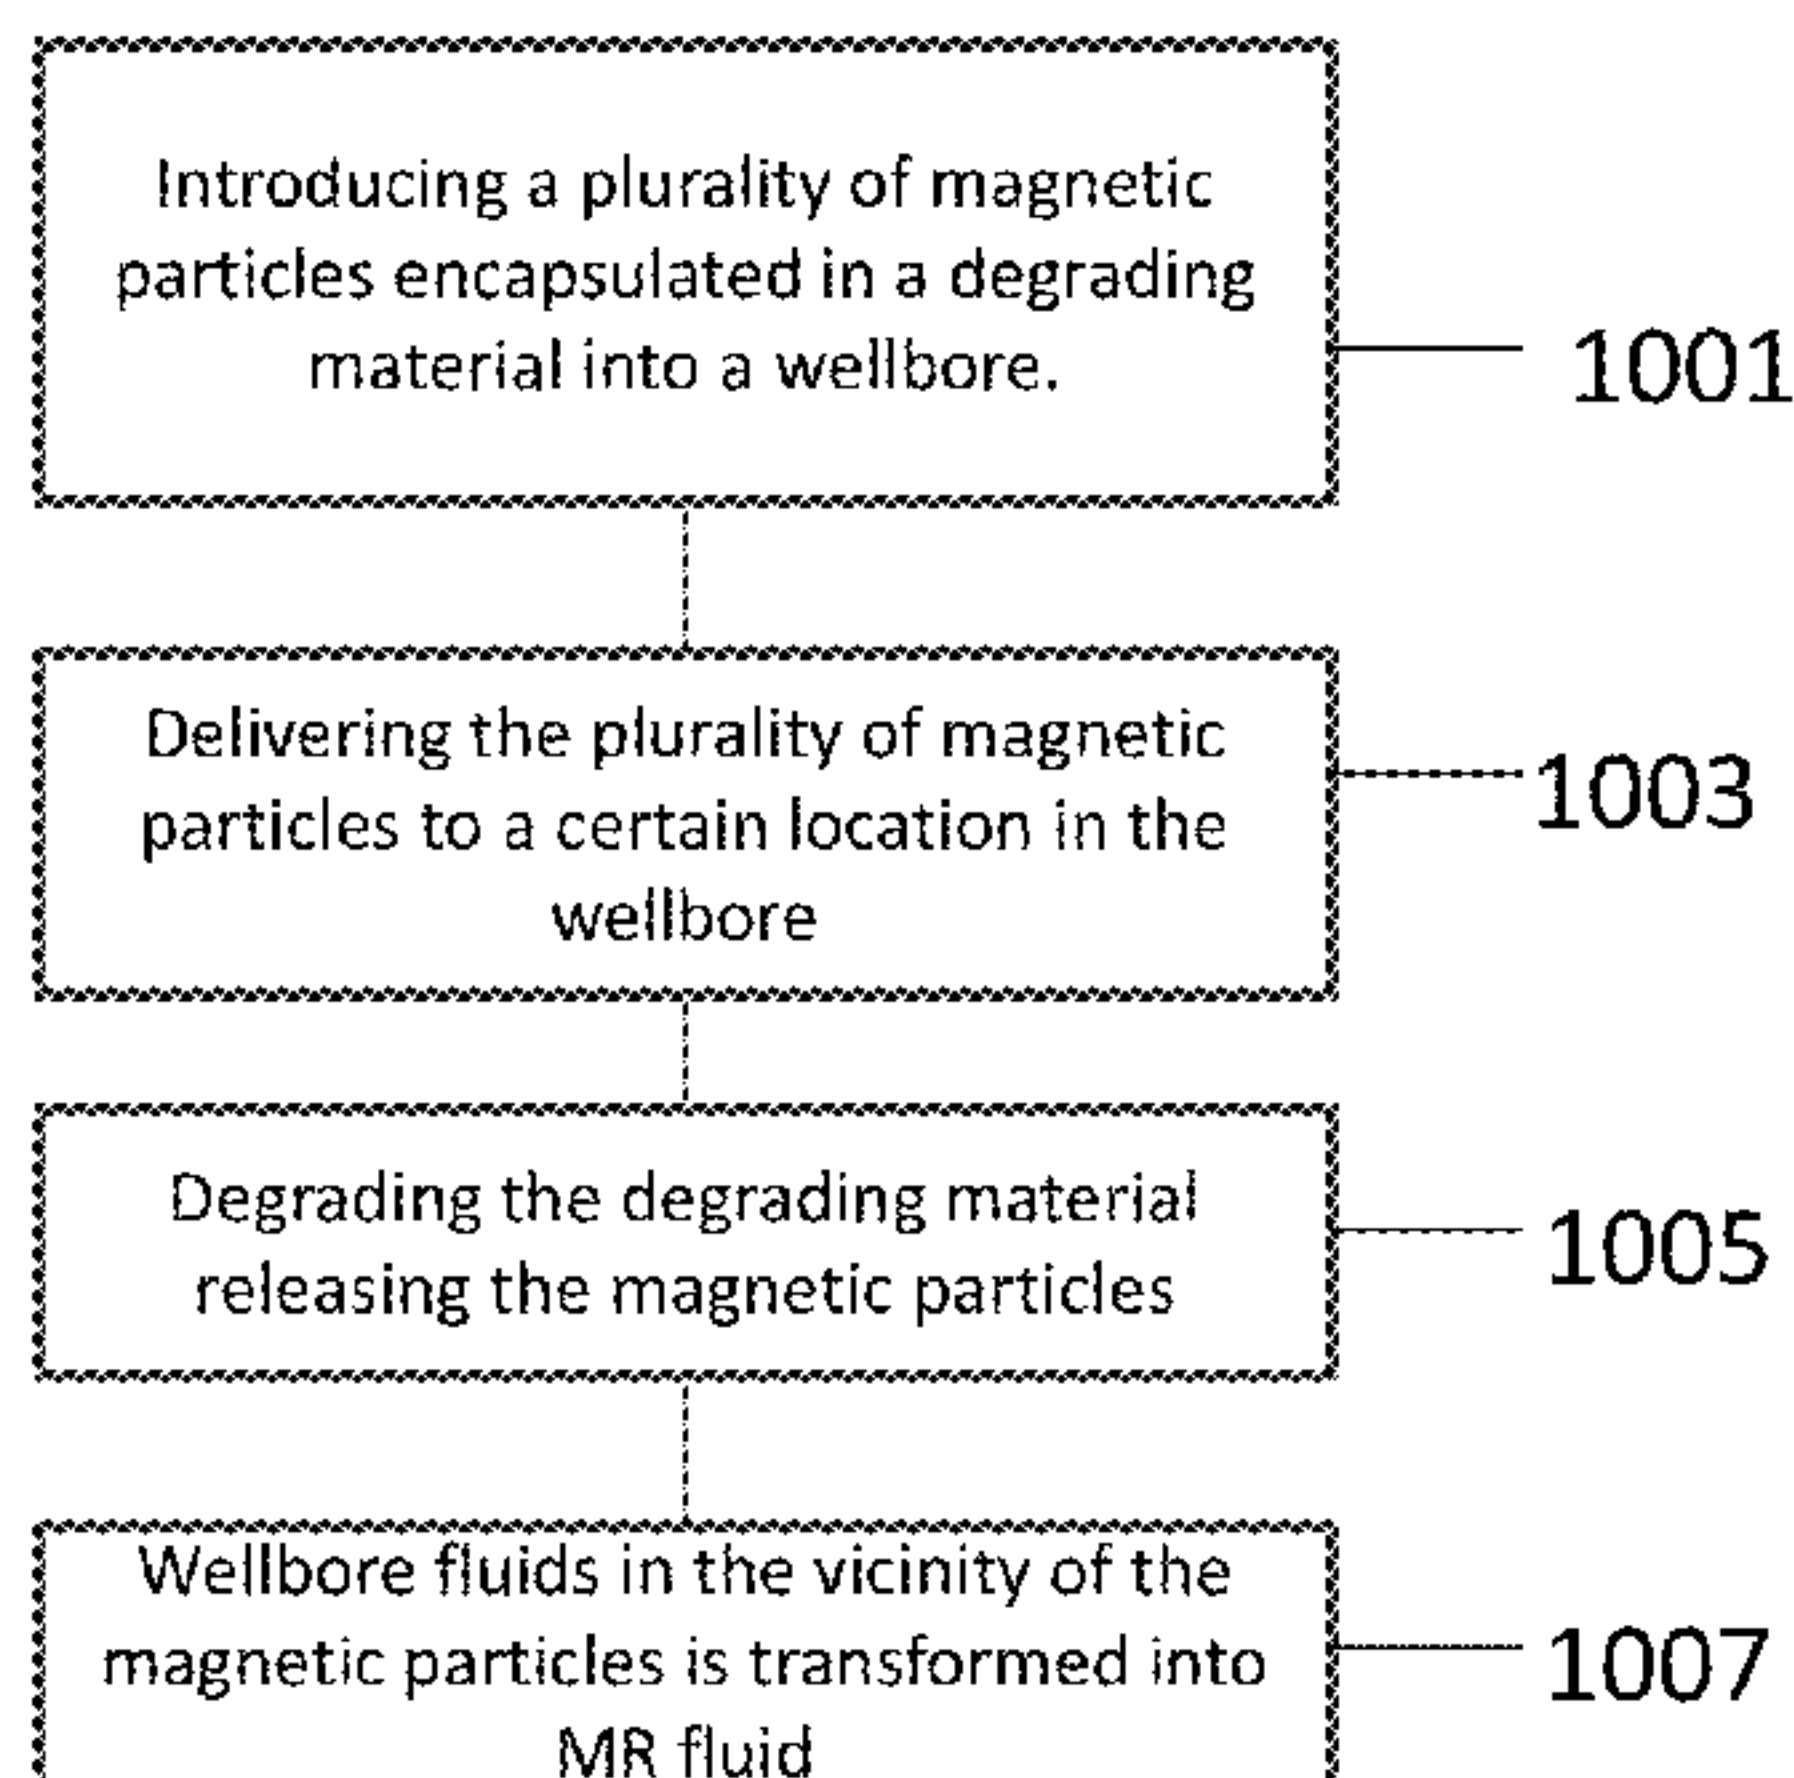 Introducing a plurality of magnetic
particles encapsulated in a degrading
material into a wellbore.
1001
Delivering the plurality of magnetic
particles to a certain location in the
wellbore
1003
Degrading the degrading material
releasing the magnetic particles
1005
Wellbore fluids in the vicinity of the
magnetic particles is transformed into
MR fluid
1007